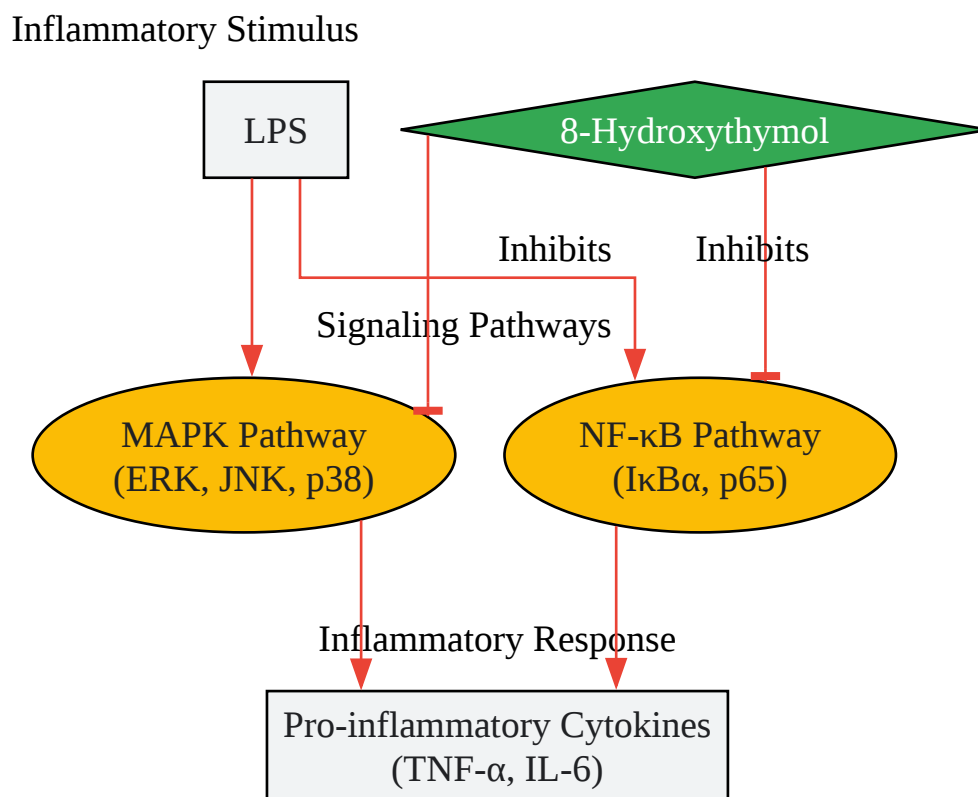 Inflammatory Stimulus
LPS
8-Hydroxythymol
Inhibits
Inhibits
Signaling Pathways
MAPK Pathway
(ERK, JNK, p38)
NF-κB Pathway
(IκBα, p65)
Inflammatory Response
Pro-inflammatory Cytokines
(TNF-α, IL-6)